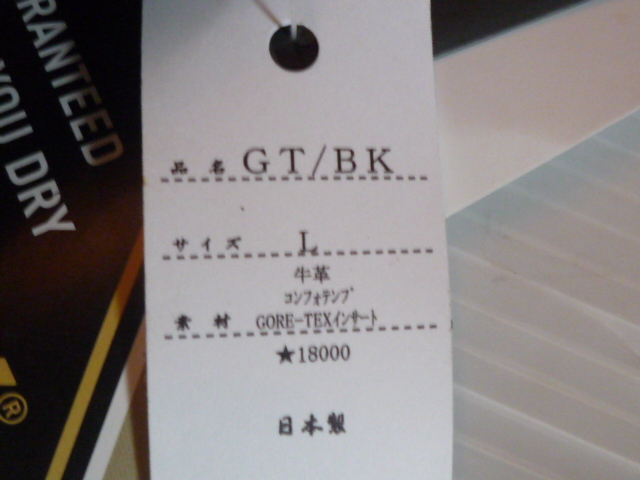 RANTEED
YOU DRY
®
品名 GT/BK
サイズ L
牛革
コンフォテンプ
素材 GORE-TEXインサート
★18000
日本製